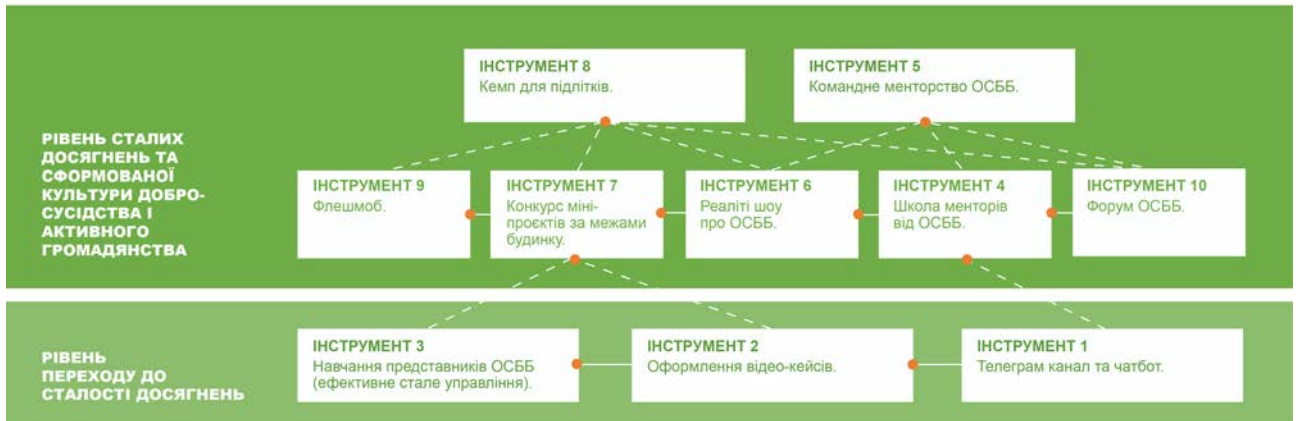 ІНСТРУМЕНТ 8
Кемп для підлітків.
ІНСТРУМЕНТ 5
Командне менторство ОСББ.
РІВЕНЬ СТАЛИХ
ДОСЯГНЕНЬ ТА
СФОРМОВАНОЇ
КУЛЬТУРИ ДОБРО-
СУСІДСТВА І
АКТИВНОГО
ГРОМАДЯНСТВА
ІНСТРУМЕНТ 9
Флешмоб.
ІНСТРУМЕНТ 7
Конкурс міні-
проєктів за межами
будинку.
ІНСТРУМЕНТ 6
Реаліті шоу
про ОСББ.
ІНСТРУМЕНТ 4
Школа менторів
від ОСББ.
ІНСТРУМЕНТ 10
Форум ОСББ.
РІВЕНЬ
ПЕРЕХОДУ ДО
СТАЛОСТІ ДОСЯГНЕНЬ
ІНСТРУМЕНТ 3
Навчання представників ОСББ
(ефективне стале управління).
ІНСТРУМЕНТ 2
Оформлення відео-кейсів.
ІНСТРУМЕНТ 1
Телеграм канал та чатбот.